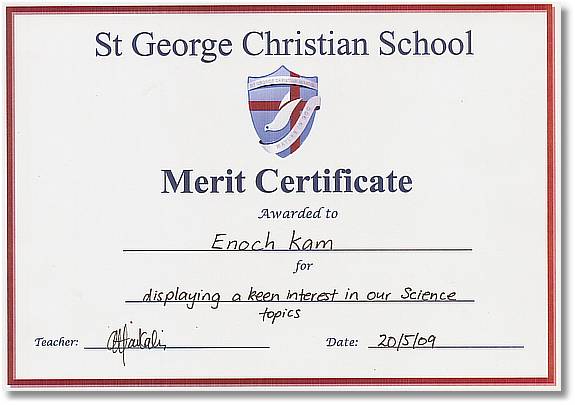 St George Christian School
ST GEORGE CHRISTIAN SCHOOL
Merit Certificate
Awarded to
Enoch Kam
for
displaying a keen interest in our Science
topics
Teacher:
Date: 20/5/09